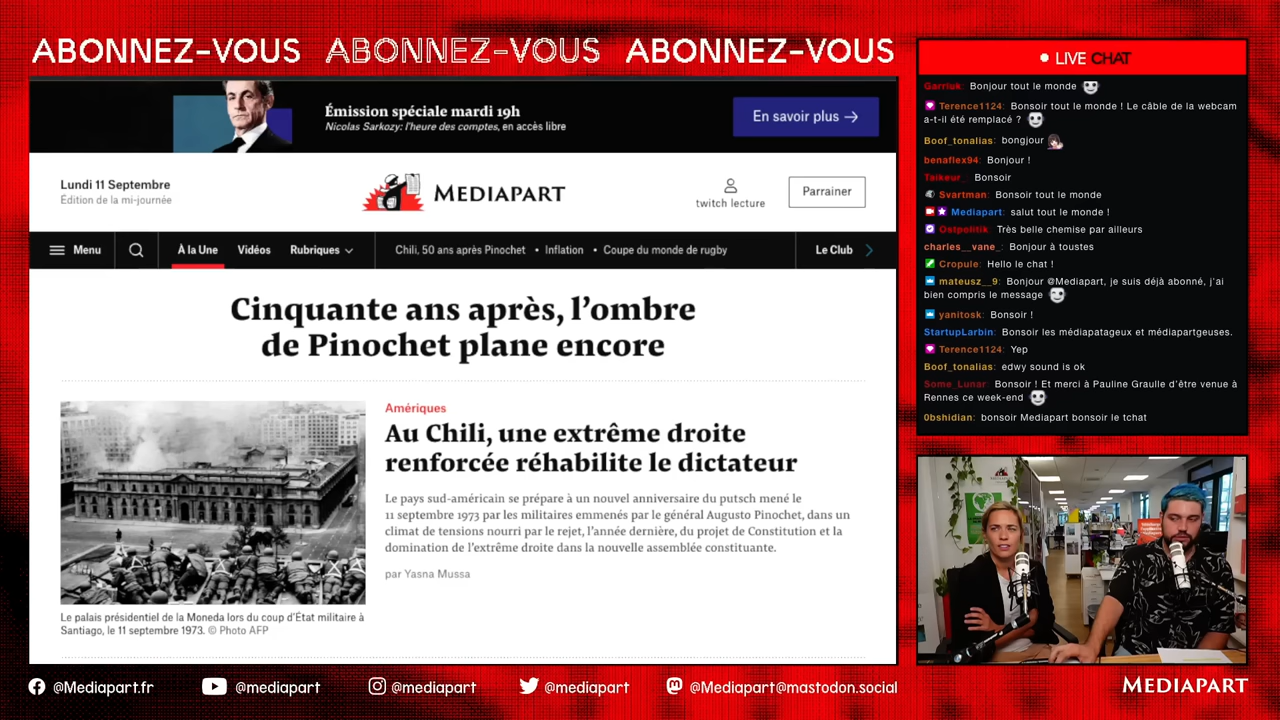 ABONNEZ-VOUS ABONNEZ-VOUS ABONNEZ-VOUS
Émission spéciale mardi 19h
Nicolas Sarkozy: l'heure des comptes, en accès libre
En savoir plus →
Lundi 11 Septembre
Édition de la mi-journée
MEDIAPART
twitch lecture
Parrainer
Menu
À la Une
Vidéos
Rubriques
Chili, 50 ans après Pinochet • Inflation • Coupe du monde de rugby
Le Club
Cinquante ans après, l'ombre
de Pinochet plane encore
Amériques
Au Chili, une extrême droite
renforcée réhabilite le dictateur
Le pays sud-américain se prépare à un nouvel anniversaire du putsch mené le
11 septembre 1973 par les militaires emmenés par le général Augusto Pinochet, dans un
climat de tensions nourri par le rejet, l'année dernière, du projet de Constitution et la
domination de l'extrême droite dans la nouvelle assemblée constituante.
par Yasna Mussa
Le palais présidentiel de la Moneda lors du coup d'État militaire à
Santiago, le 11 septembre 1973. © Photo AFP
LIVE CHAT
Garriuk: Bonjour tout le monde
Terence1124: Bonsoir tout le monde ! Le câble de la webcam
a-t-il été remplacé ?
Boof_tonalias: bongjour
benaflex94: Bonjour !
Taikeur_: Bonsoir
Svartman: Bonsoir tout le monde
Mediapart: salut tout le monde !
Ostpolitik: Très belle chemise par ailleurs
charles__vane_: Bonjour à toustes
Cropule: Hello le chat !
mateusz__9: Bonjour @Mediapart, je suis déjà abonné, j'ai
bien compris le message
yanitosk: Bonsoir !
StartupLarbin: Bonsoir les médiapatageux et médiapartgeuses.
Terence1124: Yep
Boof_tonalias: edwy sound is ok
Some_Lunar: Bonsoir ! Et merci à Pauline Graulle d'être venue à
Rennes ce week-end
0bshidian: bonsoir Mediapart bonsoir le tchat
@Mediapart.fr
@mediapart
@mediapart
@mediapart
@Mediapart@mastodon.social
MEDIAPART